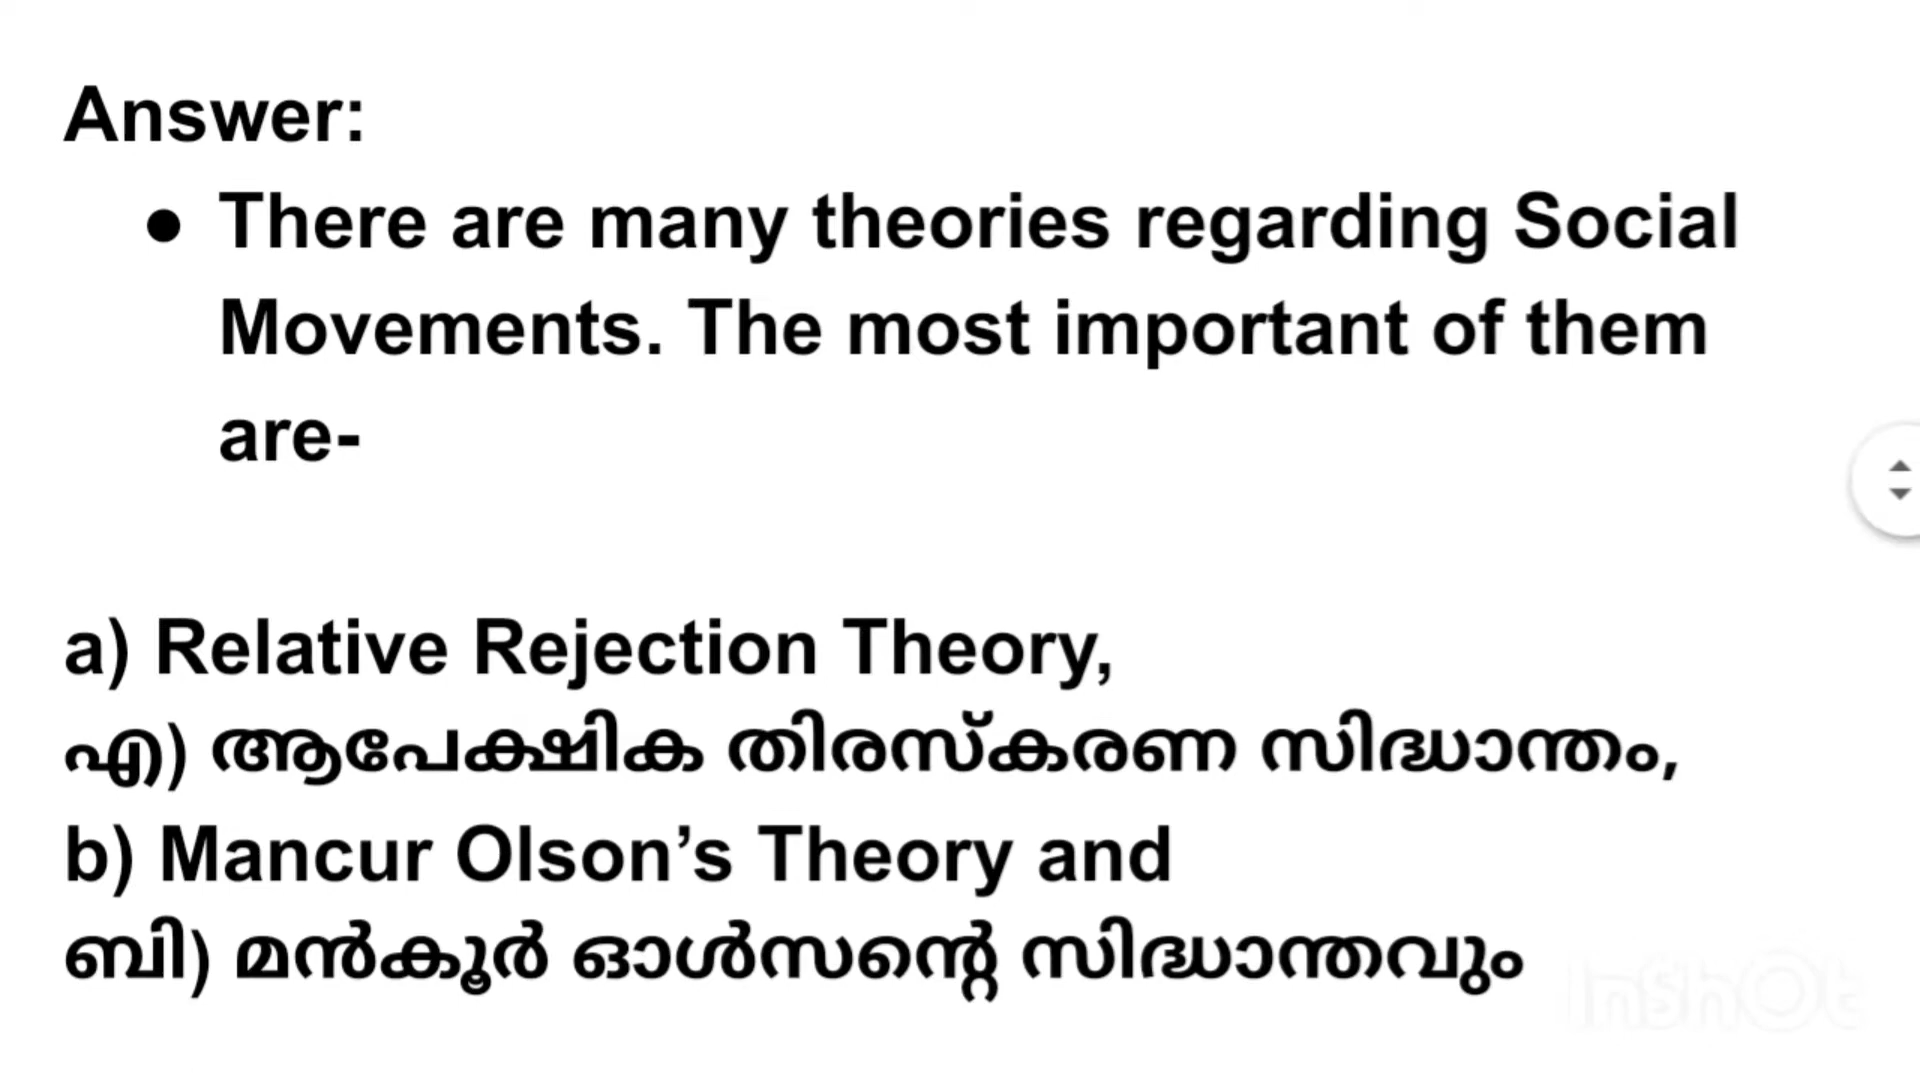 Answer:
● There are many theories regarding Social
Movements. The most important of them
are-
a) Relative Rejection Theory,
എ) ആപേക്ഷിക തിരസ്കരണ സിദ്ധാന്തം,
b) Mancur Olson’s Theory and
ബി) മൻകൂർ ഓൾസന്റെ സിദ്ധാന്തവും
InShOt